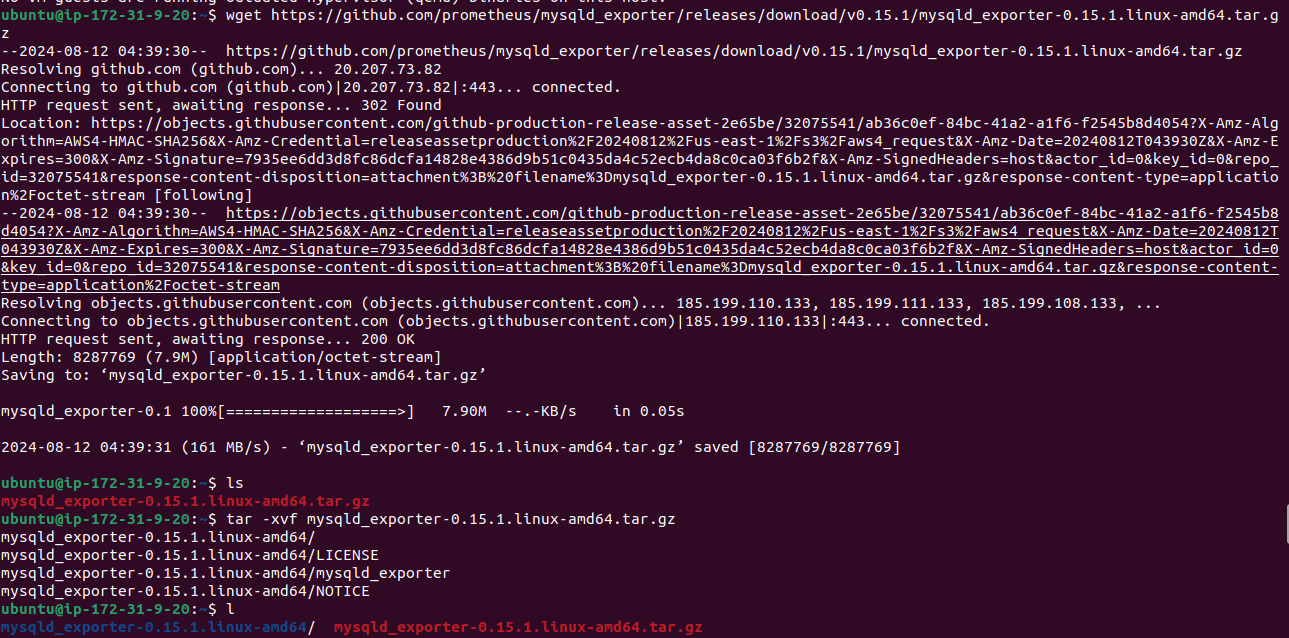 ubuntu@ip-172-31-9-20:~$ wget https://github.com/prometheus/mysqld_exporter/releases/download/v0.15.1/mysqld_exporter-0.15.1.linux-amd64.tar.g
z
--2024-08-12 04:39:30--  https://github.com/prometheus/mysqld_exporter/releases/download/v0.15.1/mysqld_exporter-0.15.1.linux-amd64.tar.gz
Resolving github.com (github.com)... 20.207.73.82
Connecting to github.com (github.com)|20.207.73.82|:443... connected.
HTTP request sent, awaiting response... 302 Found
Location: https://objects.githubusercontent.com/github-production-release-asset-2e65be/32075541/ab36c0ef-84bc-41a2-a1f6-f2545b8d4054?X-Amz-Alg
orithm=AWS4-HMAC-SHA256&X-Amz-Credential=releaseassetproduction%2F20240812%2Fus-east-1%2Fs3%2Faws4_request&X-Amz-Date=20240812T043930Z&X-Amz-E
xpires=300&X-Amz-Signature=7935ee6dd3d8fc86dcfa14828e4386d9b51c0435da4c52ecb4da8c0ca03f6b2f&X-Amz-SignedHeaders=host&actor_id=0&key_id=0&repo_
id=32075541&response-content-disposition=attachment%3B%20filename%3Dmysqld_exporter-0.15.1.linux-amd64.tar.gz&response-content-type=applicatio
n%2Foctet-stream [following]
--2024-08-12 04:39:30--  https://objects.githubusercontent.com/github-production-release-asset-2e65be/32075541/ab36c0ef-84bc-41a2-a1f6-f2545b8
d4054?X-Amz-Algorithm=AWS4-HMAC-SHA256&X-Amz-Credential=releaseassetproduction%2F20240812%2Fus-east-1%2Fs3%2Faws4_request&X-Amz-Date=20240812T
043930Z&X-Amz-Expires=300&X-Amz-Signature=7935ee6dd3d8fc86dcfa14828e4386d9b51c0435da4c52ecb4da8c0ca03f6b2f&X-Amz-SignedHeaders=host&actor_id=0
&key_id=0&repo_id=32075541&response-content-disposition=attachment%3B%20filename%3Dmysqld_exporter-0.15.1.linux-amd64.tar.gz&response-content-
type=application%2Foctet-stream
Resolving objects.githubusercontent.com (objects.githubusercontent.com)... 185.199.110.133, 185.199.111.133, 185.199.108.133, ...
Connecting to objects.githubusercontent.com (objects.githubusercontent.com)|185.199.110.133|:443... connected.
HTTP request sent, awaiting response... 200 OK
Length: 8287769 (7.9M) [application/octet-stream]
Saving to: ‘mysqld_exporter-0.15.1.linux-amd64.tar.gz’
mysqld_exporter-0.1 100%[===================>]   7.90M  --.-KB/s    in 0.05s
2024-08-12 04:39:31 (161 MB/s) - ‘mysqld_exporter-0.15.1.linux-amd64.tar.gz’ saved [8287769/8287769]
ubuntu@ip-172-31-9-20:~$ ls
mysqld_exporter-0.15.1.linux-amd64.tar.gz
ubuntu@ip-172-31-9-20:~$ tar -xvf mysqld_exporter-0.15.1.linux-amd64.tar.gz
mysqld_exporter-0.15.1.linux-amd64/
mysqld_exporter-0.15.1.linux-amd64/LICENSE
mysqld_exporter-0.15.1.linux-amd64/mysqld_exporter
mysqld_exporter-0.15.1.linux-amd64/NOTICE
ubuntu@ip-172-31-9-20:~$ l
mysqld_exporter-0.15.1.linux-amd64/  mysqld_exporter-0.15.1.linux-amd64.tar.gz